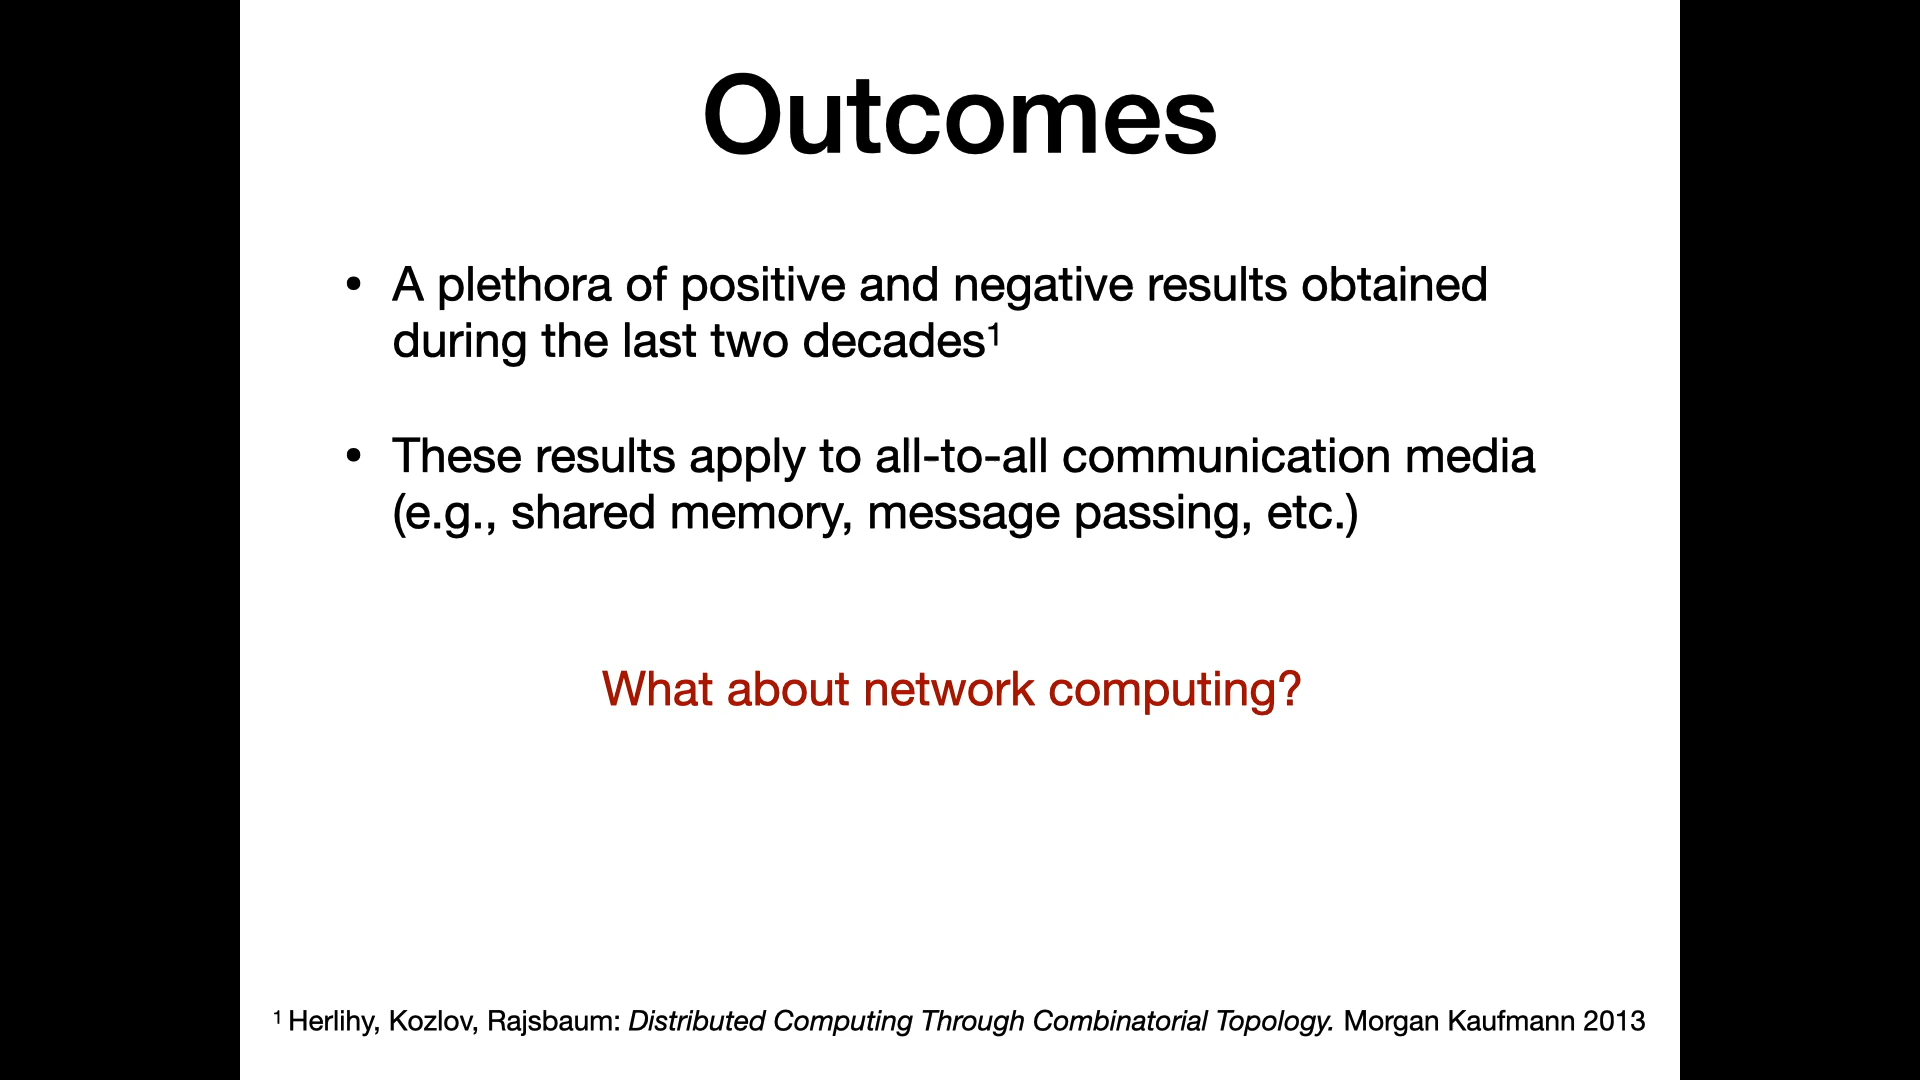 Outcomes
• A plethora of positive and negative results obtained
during the last two decades¹
• These results apply to all-to-all communication media
(e.g., shared memory, message passing, etc.)
What about network computing?
¹ Herlihy, Kozlov, Rajsbaum: Distributed Computing Through Combinatorial Topology. Morgan Kaufmann 2013